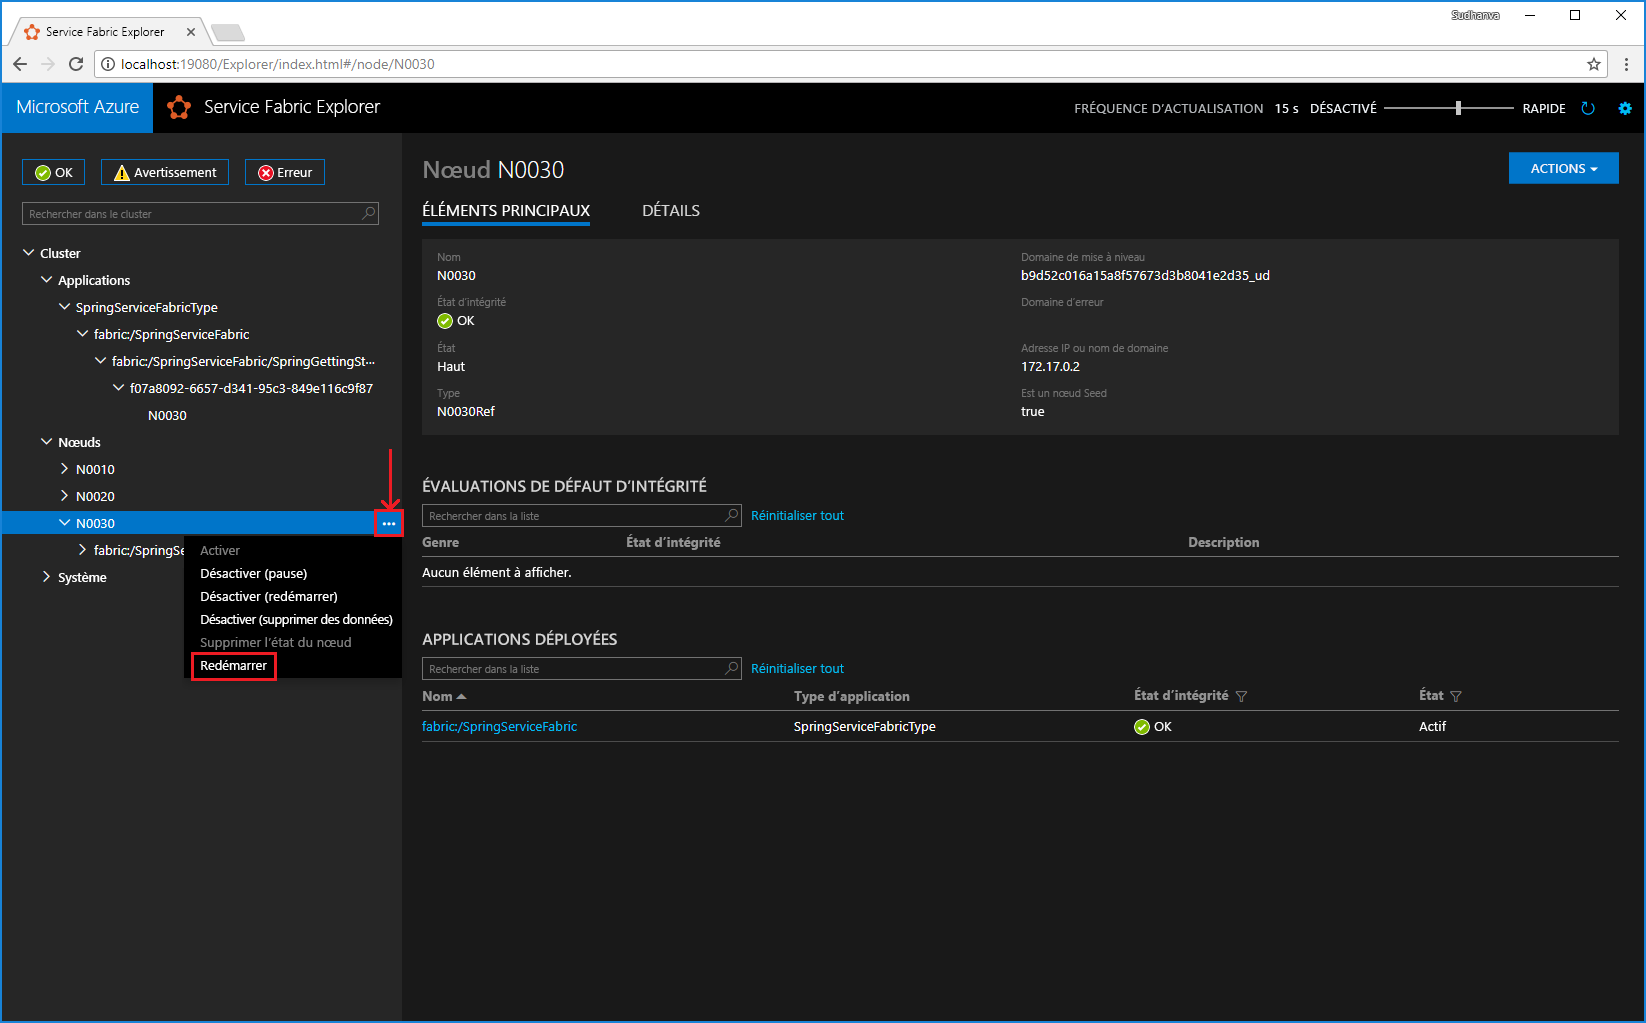 Sudhanva
Service Fabric Explorer
localhost:19080/Explorer/index.html#/node/N0030
Microsoft Azure
Service Fabric Explorer
FRÉQUENCE D’ACTUALISATION 15 s DÉSACTIVÉ RAPIDE
OK
Avertissement
Erreur
Rechercher dans le cluster
Cluster
Applications
SpringServiceFabricType
fabric:/SpringServiceFabric
fabric:/SpringServiceFabric/SpringGettingSt···
f07a8092-6657-d341-95c3-849e116c9f87
N0030
Nœuds
N0010
N0020
N0030
···
fabric:/SpringSe
Système
Activer
Désactiver (pause)
Désactiver (redémarrer)
Désactiver (supprimer des données)
Supprimer l’état du nœud
Redémarrer
Nœud N0030
ACTIONS
ÉLÉMENTS PRINCIPAUX
DÉTAILS
Nom
N0030
État d’intégrité
OK
État
Haut
Type
N0030Ref
Domaine de mise à niveau
b9d52c016a15a8f57673d3b8041e2d35_ud
Domaine d’erreur
Adresse IP ou nom de domaine
172.17.0.2
Est un nœud Seed
true
ÉVALUATIONS DE DÉFAUT D’INTÉGRITÉ
Rechercher dans la liste
Réinitialiser tout
Genre État d’intégrité Description
Aucun élément à afficher.
APPLICATIONS DÉPLOYÉES
Rechercher dans la liste
Réinitialiser tout
Nom Type d’application État d’intégrité État
fabric:/SpringServiceFabric SpringServiceFabricType OK Actif